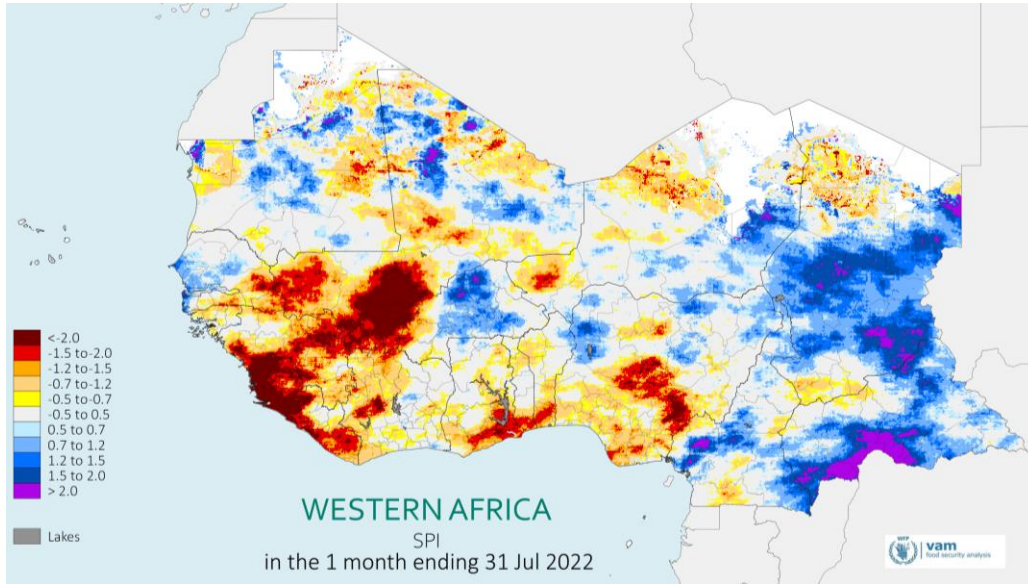 <-2.0
-1.5 to-2.0
-1.2 to-1.5
-0.7 to-1.2
-0.5 to-0.7
-0.5 to 0.5
0.5 to 0.7
0.7 to 1.2
1.2 to 1.5
1.5 to 2.0
> 2.0
Lakes
WESTERN AFRICA
SPI
in the 1 month ending 31 Jul 2022
WFP
vam
food security analysis